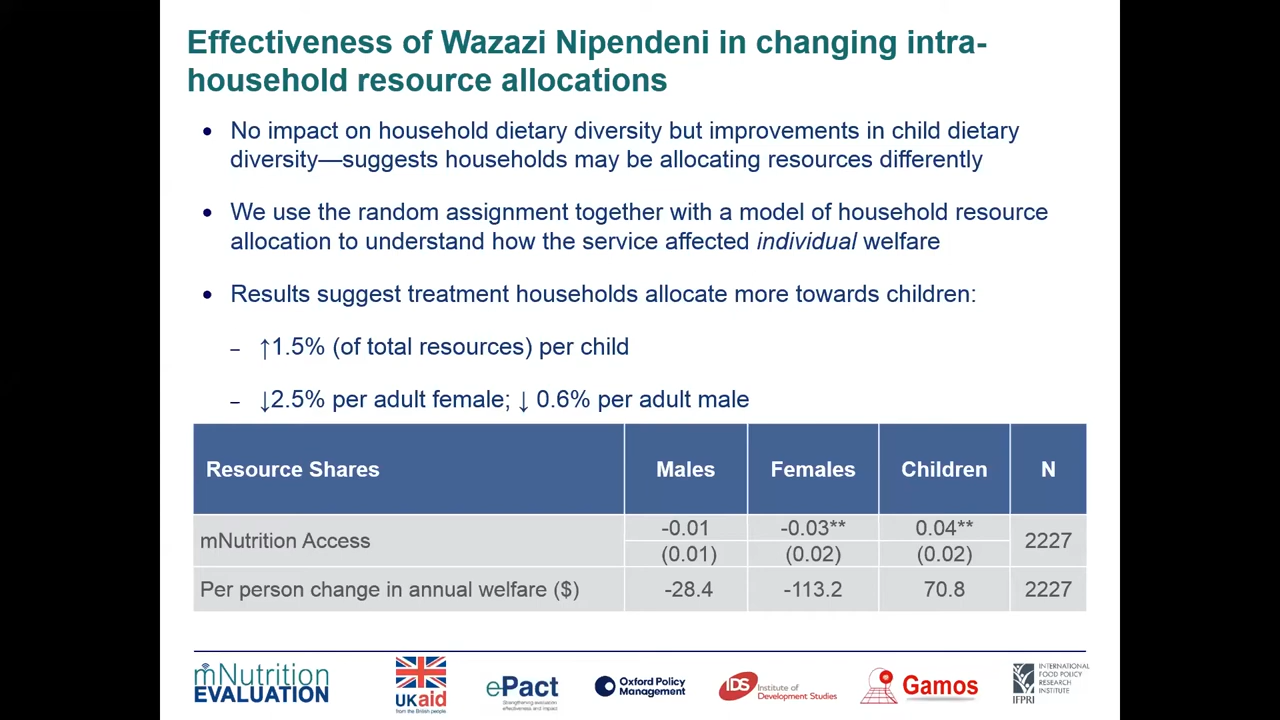 Effectiveness of Wazazi Nipendeni in changing intra-
household resource allocations
• No impact on household dietary diversity but improvements in child dietary
diversity—suggests households may be allocating resources differently
• We use the random assignment together with a model of household resource
allocation to understand how the service affected individual welfare
• Results suggest treatment households allocate more towards children:
– ↑1.5% (of total resources) per child
– ↓2.5% per adult female; ↓ 0.6% per adult male
Resource Shares Males Females Children N
mNutrition Access -0.01 -0.03** 0.04** 2227
(0.01) (0.02) (0.02)
Per person change in annual welfare ($) -28.4 -113.2 70.8 2227
mNutrition
EVALUATION
UKaid
from the British people
ePact
Strengthening evaluation
effectiveness and impact
Oxford Policy
Management
IDS
Institute of
Development Studies
Gamos
IFPRI
INTERNATIONAL
FOOD POLICY
RESEARCH
INSTITUTE